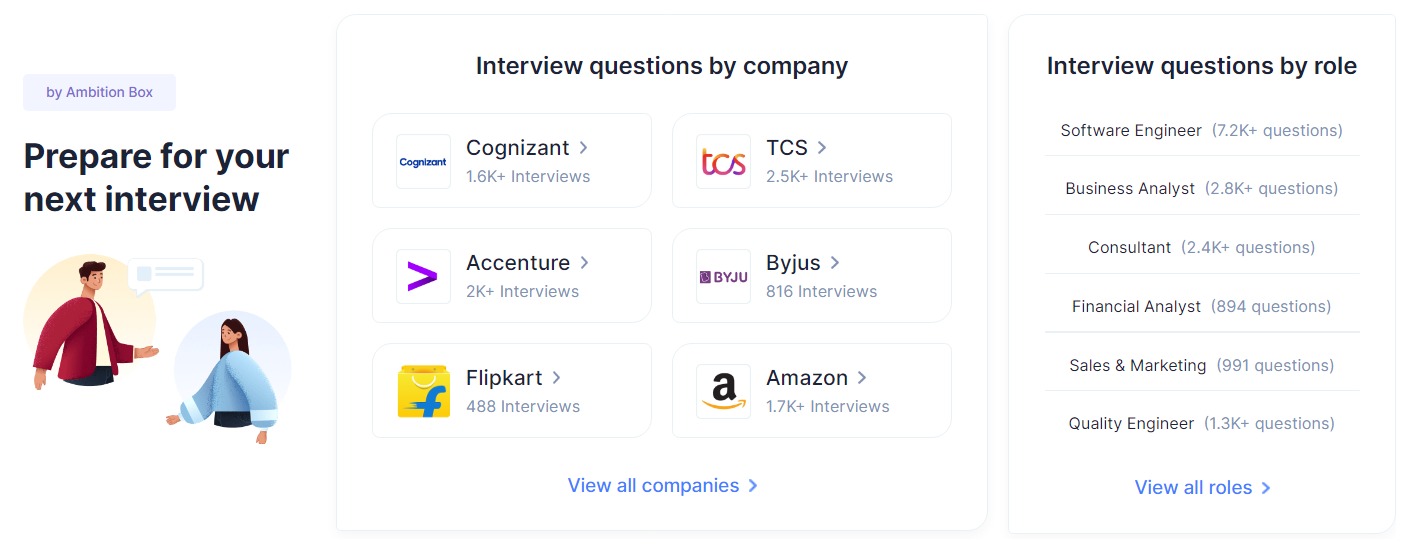 by Ambition Box
Prepare for your
next interview
Interview questions by company
Cognizant
Cognizant
1.6K+ Interviews
tcs
TCS
2.5K+ Interviews
Accenture
2K+ Interviews
BYJU
Byjus
816 Interviews
Flipkart
488 Interviews
a
Amazon
1.7K+ Interviews
View all companies
Interview questions by role
Software Engineer (7.2K+ questions)
Business Analyst (2.8K+ questions)
Consultant (2.4K+ questions)
Financial Analyst (894 questions)
Sales & Marketing (991 questions)
Quality Engineer (1.3K+ questions)
View all roles